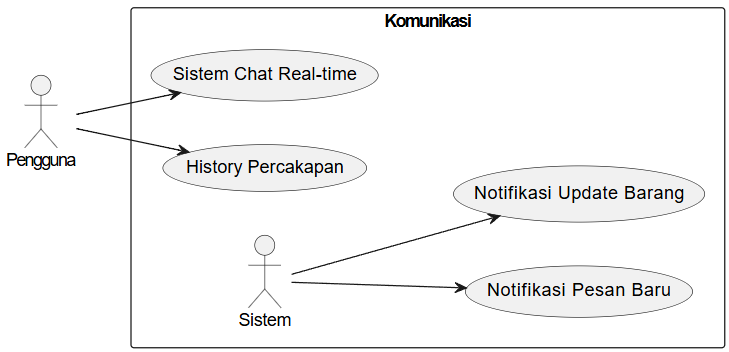 Komunikasi
Sistem Chat Real-time
Pengguna
History Percakapan
Notifikasi Update Barang
Sistem
Notifikasi Pesan Baru